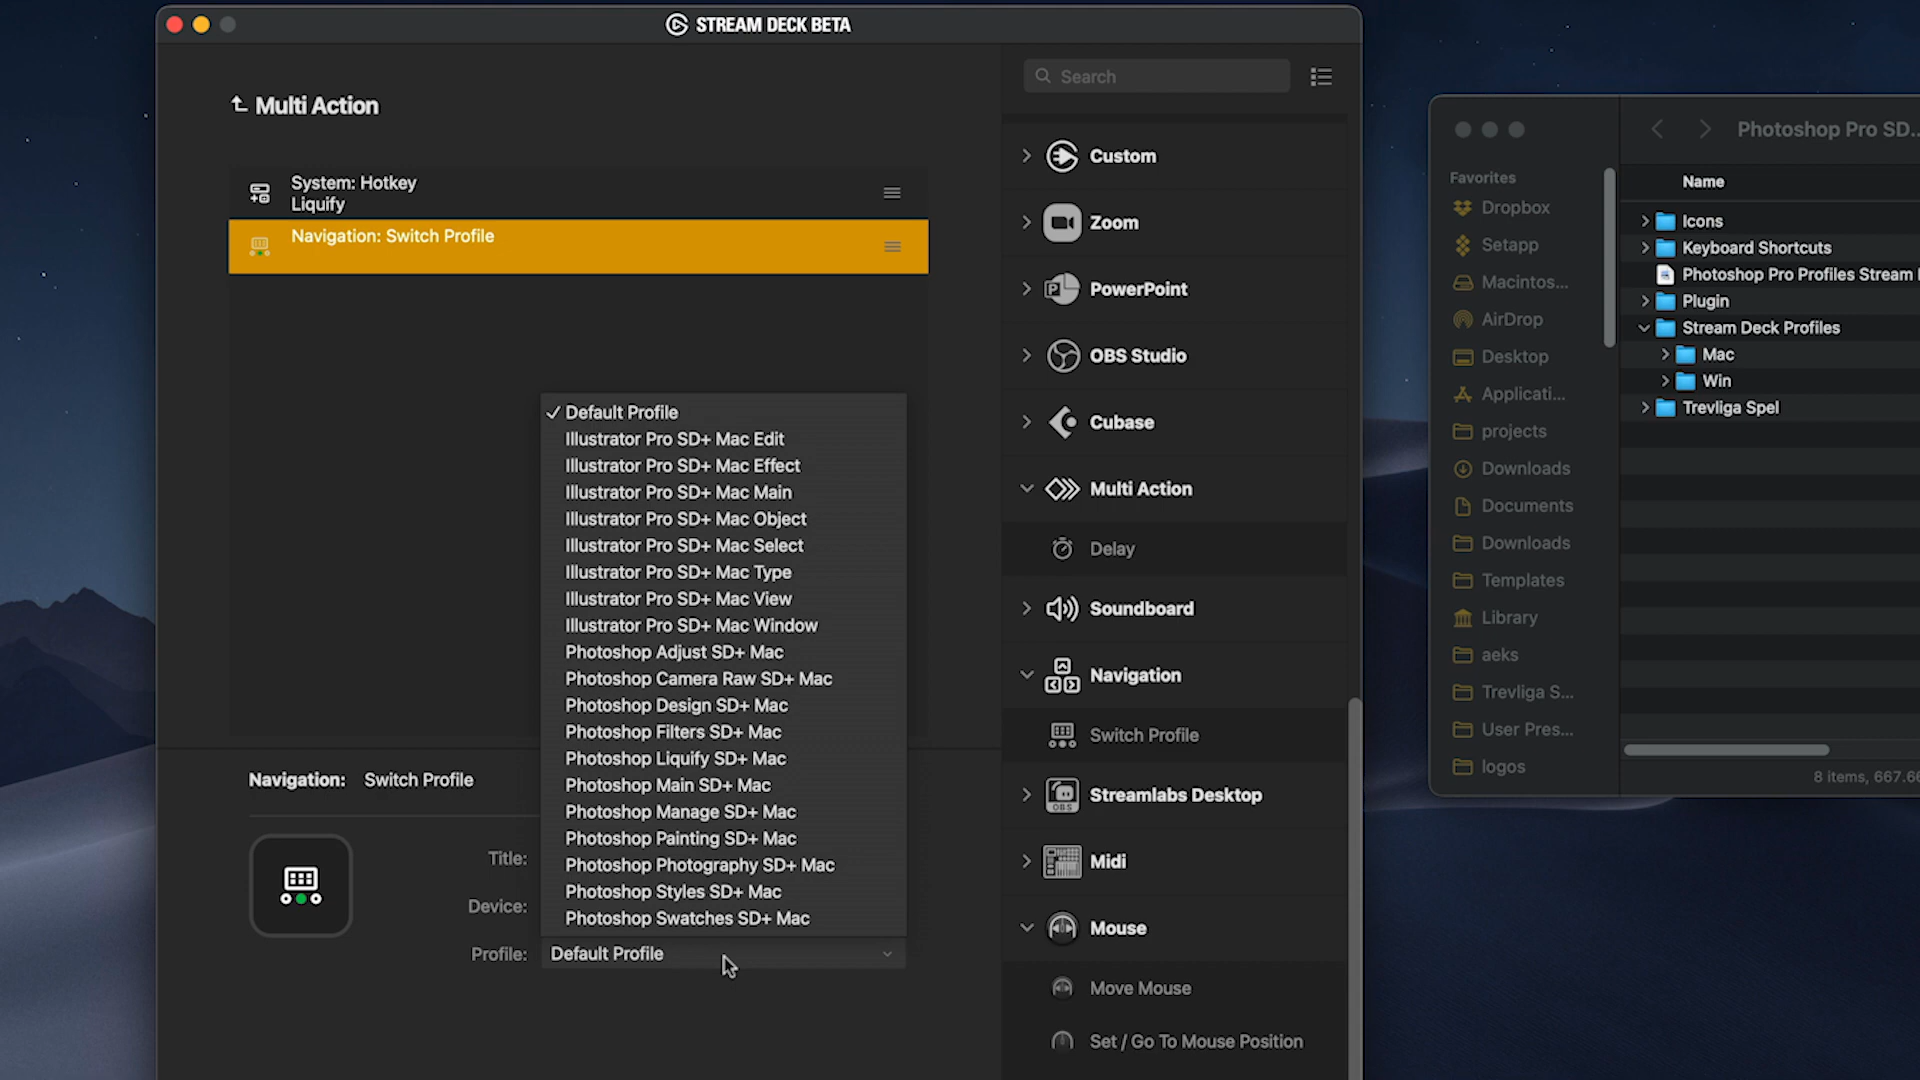 STREAM DECK BETA
Multi Action
System: Hotkey
Liquify
Navigation: Switch Profile
Default Profile
Illustrator Pro SD+ Mac Edit
Illustrator Pro SD+ Mac Effect
Illustrator Pro SD+ Mac Main
Illustrator Pro SD+ Mac Object
Illustrator Pro SD+ Mac Select
Illustrator Pro SD+ Mac Type
Illustrator Pro SD+ Mac View
Illustrator Pro SD+ Mac Window
Photoshop Adjust SD+ Mac
Photoshop Camera Raw SD+ Mac
Photoshop Design SD+ Mac
Photoshop Filters SD+ Mac
Photoshop Liquify SD+ Mac
Photoshop Main SD+ Mac
Photoshop Manage SD+ Mac
Photoshop Painting SD+ Mac
Photoshop Photography SD+ Mac
Photoshop Styles SD+ Mac
Photoshop Swatches SD+ Mac
Navigation: Switch Profile
Title:
Device:
Profile: Default Profile
Search
Custom
Zoom
PowerPoint
OBS Studio
Cubase
Multi Action
Delay
Soundboard
Navigation
Switch Profile
OBS
Streamlabs Desktop
Midi
Mouse
Move Mouse
Set / Go To Mouse Position
Photoshop Pro SD...
Favorites
Dropbox
Setapp
Macintos...
AirDrop
Desktop
Applicati...
projects
Downloads
Documents
Downloads
Templates
Library
aeks
Trevliga S...
User Pres...
logos
Name
Icons
Keyboard Shortcuts
Photoshop Pro Profiles Stream
Plugin
Stream Deck Profiles
Mac
Win
Trevliga Spel
8 items, 667.66